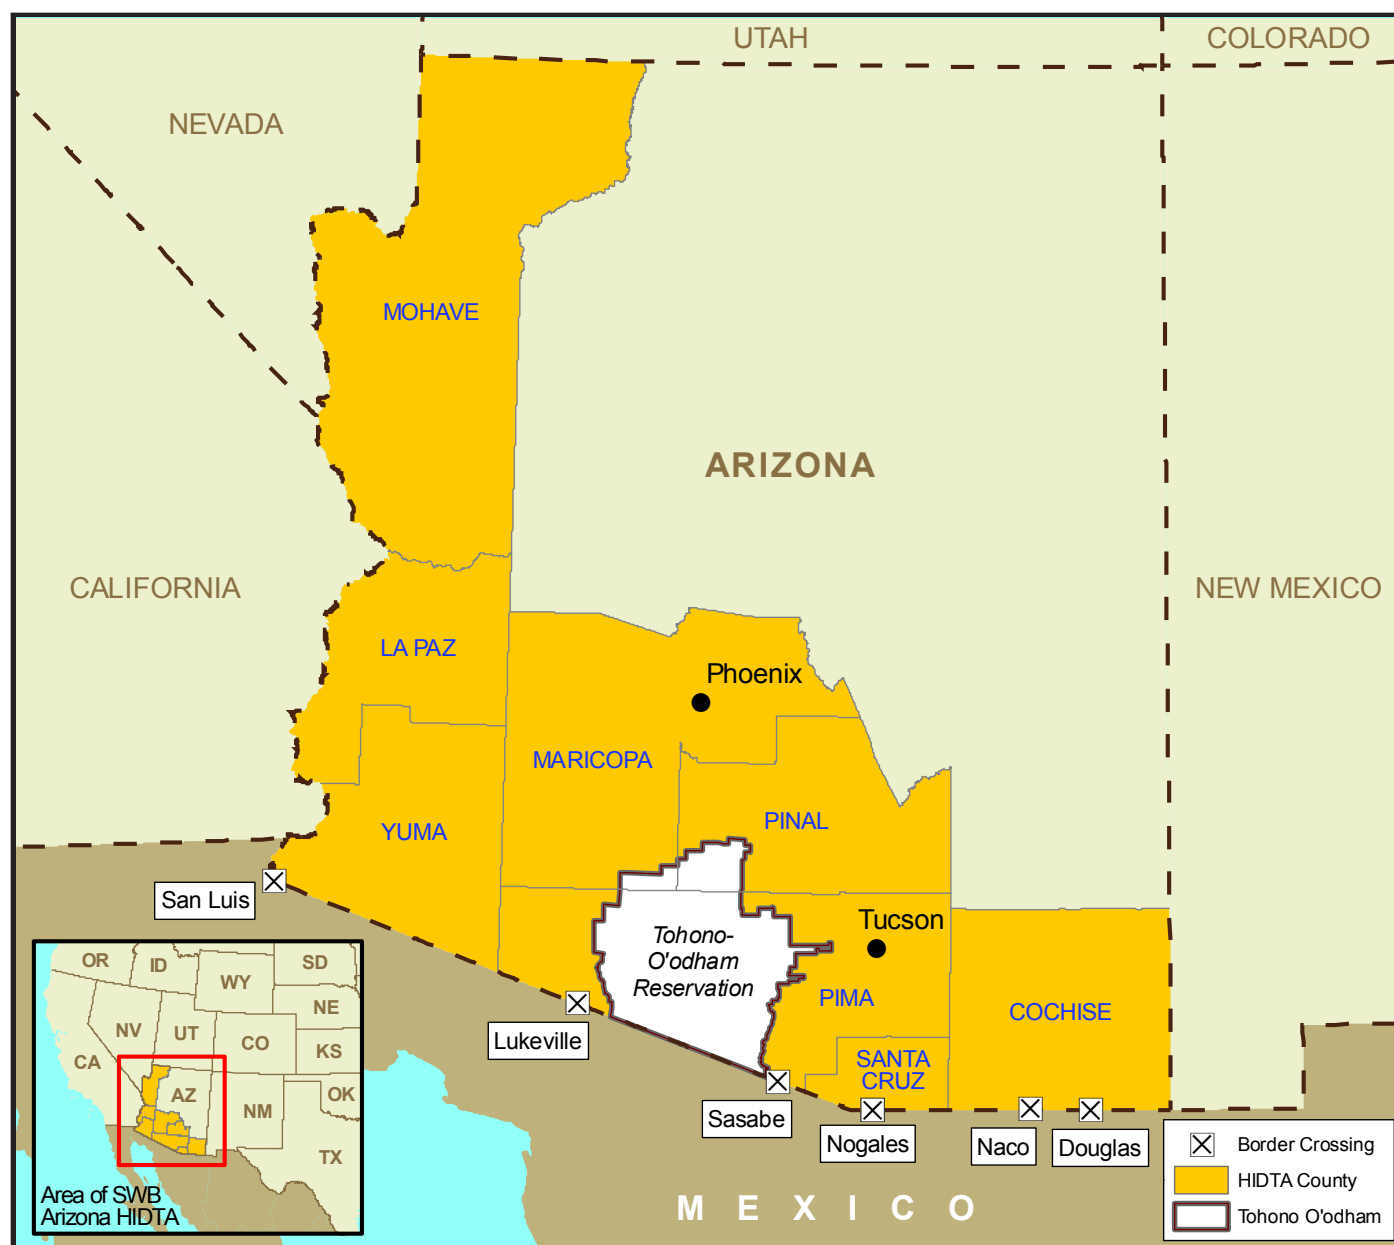 UTAH
COLORADO
NEVADA
MOHAVE
ARIZONA
CALIFORNIA
NEW MEXICO
LA PAZ
Phoenix
MARICOPA
PINAL
YUMA
San Luis
Tucson
Tohono-
O'odham
Reservation
PIMA
COCHISE
Lukeville
SANTA
CRUZ
Sasabe
Nogales
Naco
Douglas
MEXICO
OR
ID
WY
SD
NE
NV
UT
CO
KS
CA
AZ
NM
OK
TX
Area of SWB
Arizona HIDTA
Border Crossing
HIDTA County
Tohono O'odham